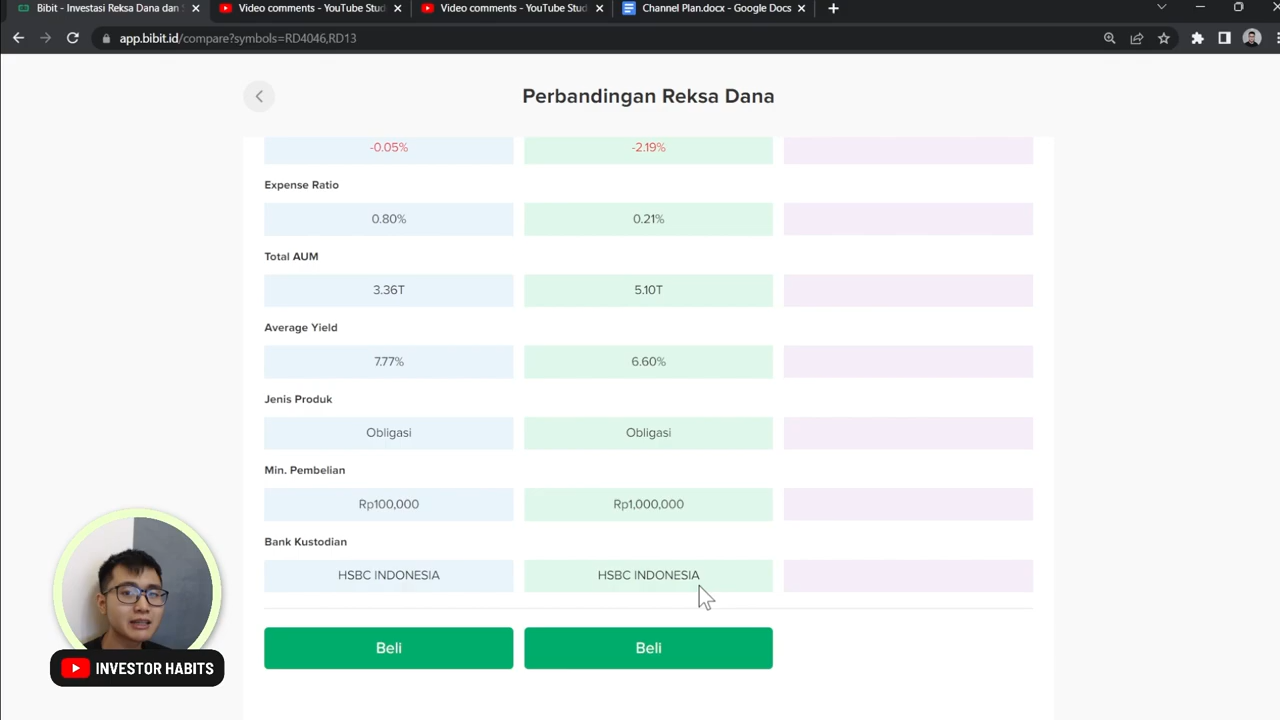 Bibit - Investasi Reksa Dana dan S
Video comments - YouTube Stud
Video comments - YouTube Stud
Channel Plan.docx - Google Docs
app.bibit.id/compare?symbols=RD4046,RD13
Perbandingan Reksa Dana
-0.05% -2.19%
Expense Ratio
0.80% 0.21%
Total AUM
3.36T 5.10T
Average Yield
7.77% 6.60%
Jenis Produk
Obligasi Obligasi
Min. Pembelian
Rp100,000 Rp1,000,000
Bank Kustodian
HSBC INDONESIA HSBC INDONESIA
Beli Beli
INVESTOR HABITS